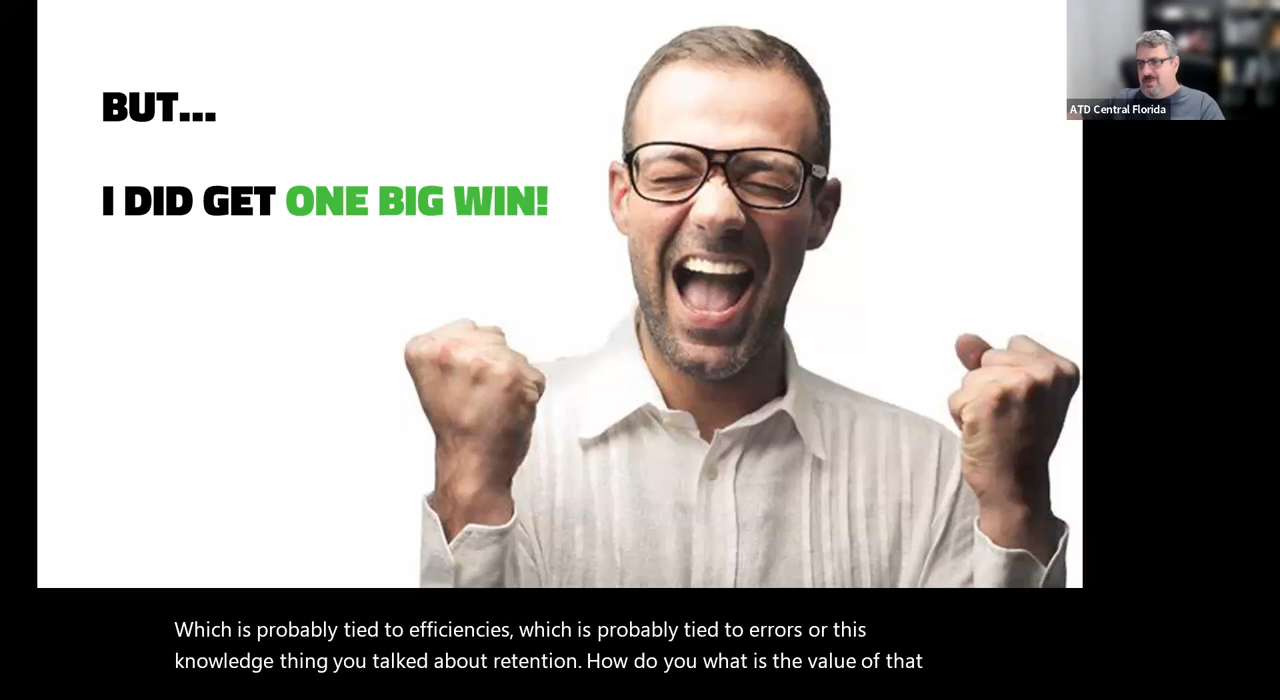 BUT...
I DID GET ONE BIG WIN!
ATD Central Florida
Which is probably tied to efficiencies, which is probably tied to errors or this
knowledge thing you talked about retention. How do you what is the value of that